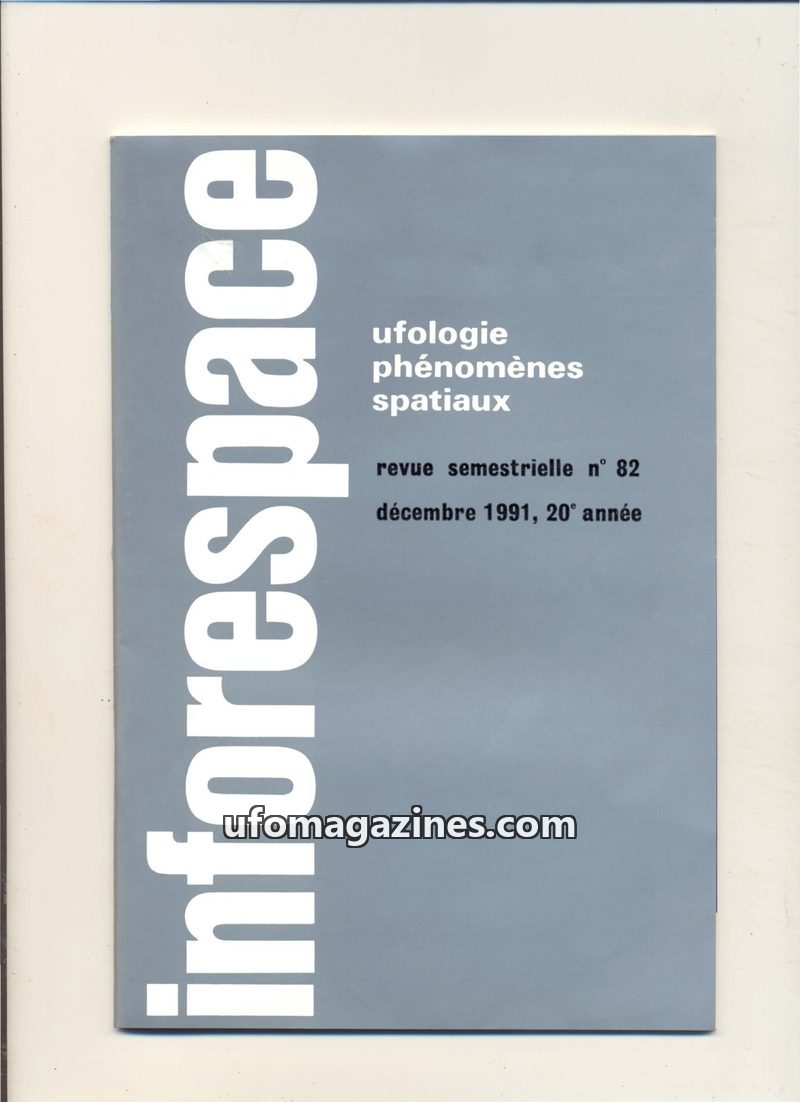 inforespace
ufologie
phénomènes
spatiaux
revue semestrielle n° 82
décembre 1991, 20e année
ufomagazines.com